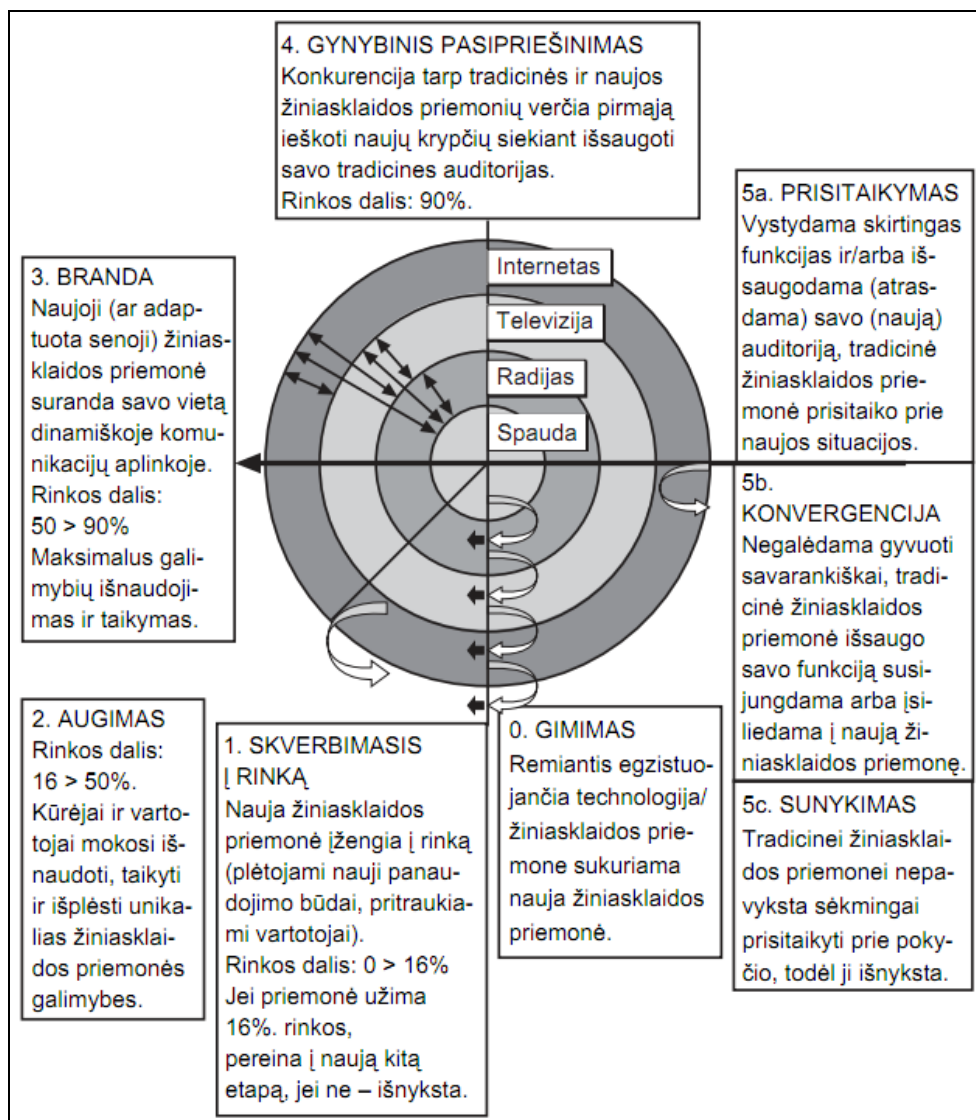 4. GYNYBINIS PASIPRIEŠINIMAS
Konkurencija tarp tradicinės ir naujos
žiniasklaidos priemonių verčia pirmąją
ieškoti naujų krypčių siekiant išsaugoti
savo tradicines auditorijas.
Rinkos dalis: 90%.
5a. PRISITAIKYMAS
Vystydama skirtingas
funkcijas ir/arba iš-
saugodama (atras-
dama) savo (naują)
auditoriją, tradicinė
žiniasklaidos prie-
monė prisitaiko prie
naujos situacijos.
3. BRANDA
Naujoji (ar adap-
tuota senoji) žinias-
klaidos priemonė
suranda savo vietą
dinamiškoje komu-
nikacijų aplinkoje.
Rinkos dalis:
50 > 90%
Maksimalus gali-
mybių išnaudoji-
mas ir taikymas.
Internetas
Televizija
Radijas
Spauda
5b.
KONVERGENCIJA
Negalėdama gyvuoti
savarankiškai, tradi-
cinė žiniasklaidos
priemonė išsaugo
savo funkciją susi-
jungdama arba įsi-
liedama į naują ži-
niasklaidos priemonę.
2. AUGIMAS
Rinkos dalis:
16 > 50%.
Kūrėjai ir varto-
tojai mokosi iš-
naudoti, taikyti
ir išplėsti unika-
lias žiniasklai-
dos priemonės
galimybes.
1. SKVERBIMASIS
Į RINKĄ
Nauja žiniasklaidos
priemonė įžengia į rinką
(plėtojami nauji panau-
dojimo būdai, pritraukia-
mi vartotojai).
Rinkos dalis: 0 > 16%
Jei priemonė užima
16%. rinkos,
pereina į naują kitą
etapą, jei ne – išnyksta.
0. GIMIMAS
Remiantis egzistuo-
jančia technologija/
žiniasklaidos prie-
mone sukuriama
nauja žiniasklaidos
priemonė.
5c. SUNYKIMAS
Tradicinei žiniasklai-
dos priemonei nepa-
vyksta sėkmingai
prisitaikyti prie poky-
čio, todėl ji išnyksta.